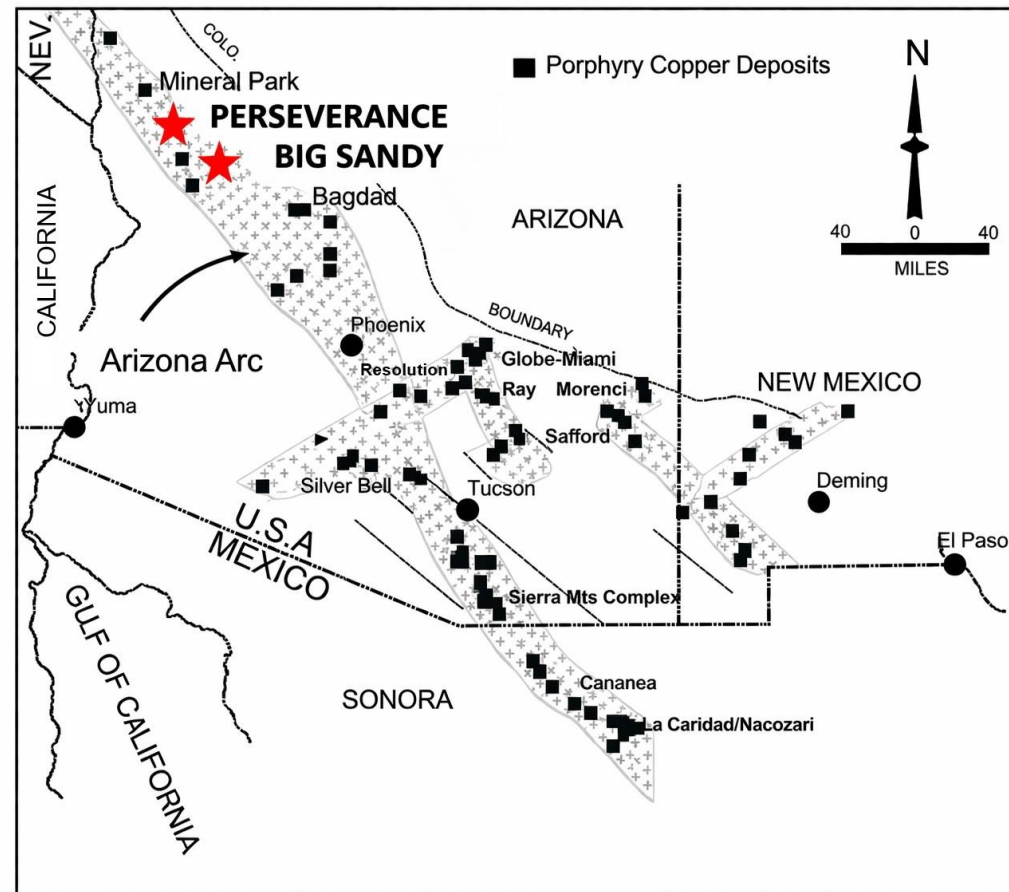 NEV.
COLO.
N
Porphyry Copper Deposits
Mineral Park
PERSEVERANCE
BIG SANDY
Bagdad
ARIZONA
CALIFORNIA
40 0 40
MILES
BOUNDARY
Phoenix
Arizona Arc
Resolution
Globe-Miami
Ray
Morenci
NEW MEXICO
Yuma
Safford
Silver Bell
Tucson
Deming
U.S.A
MEXICO
El Paso
Sierra Mts Complex
GULF OF CALIFORNIA
SONORA
Cananea
La Caridad/Nacozari